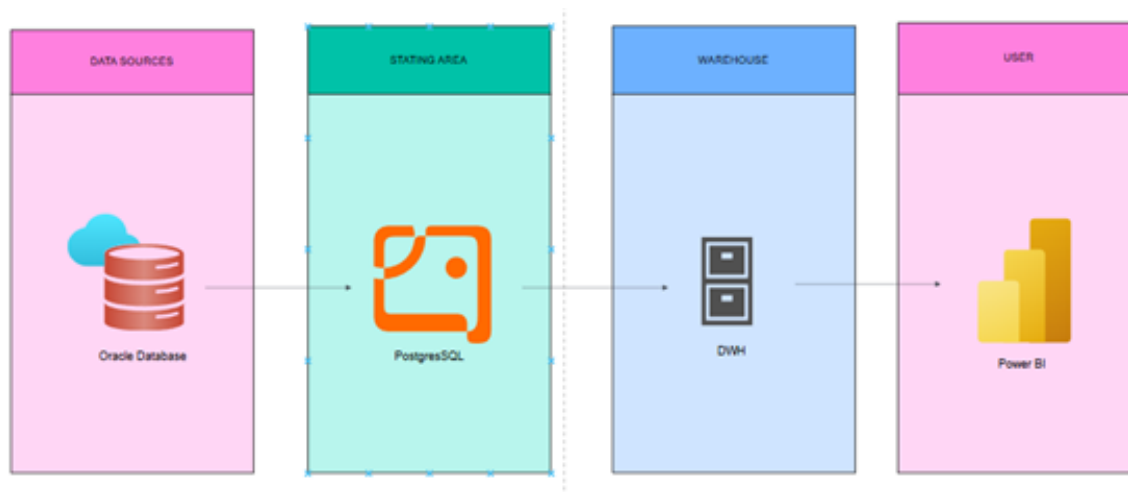 DATA SOURCES
STATING AREA
WAREHOUSE
USER
Oracle Database
PostgresSQL
DWH
Power BI